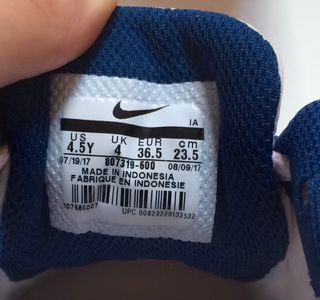 IA
US UK EUR cm
4.5Y 4 36.5 23.5
07/19/17 807319-500 08/09/17
MADE IN INDONESIA
FABRIQUE EN INDONESIE
UPC 00823229132532